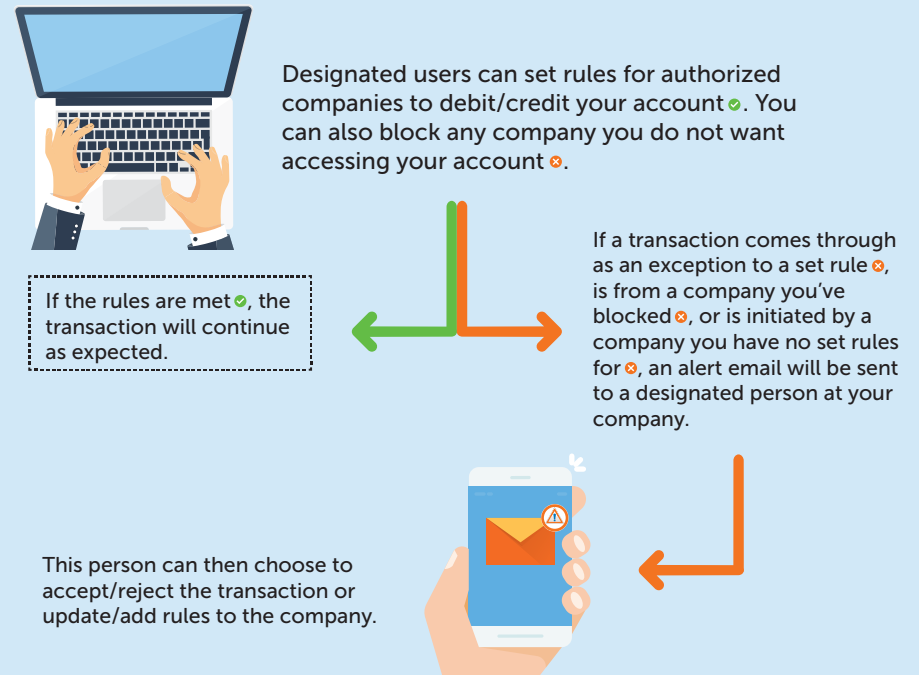 Designated users can set rules for authorized
companies to debit/credit your account. You
can also block any company you do not want
accessing your account.
If the rules are met, the
transaction will continue
as expected.
If a transaction comes through
as an exception to a set rule,
is from a company you’ve
blocked, or is initiated by a
company you have no set rules
for, an alert email will be sent
to a designated person at your
company.
This person can then choose to
accept/reject the transaction or
update/add rules to the company.